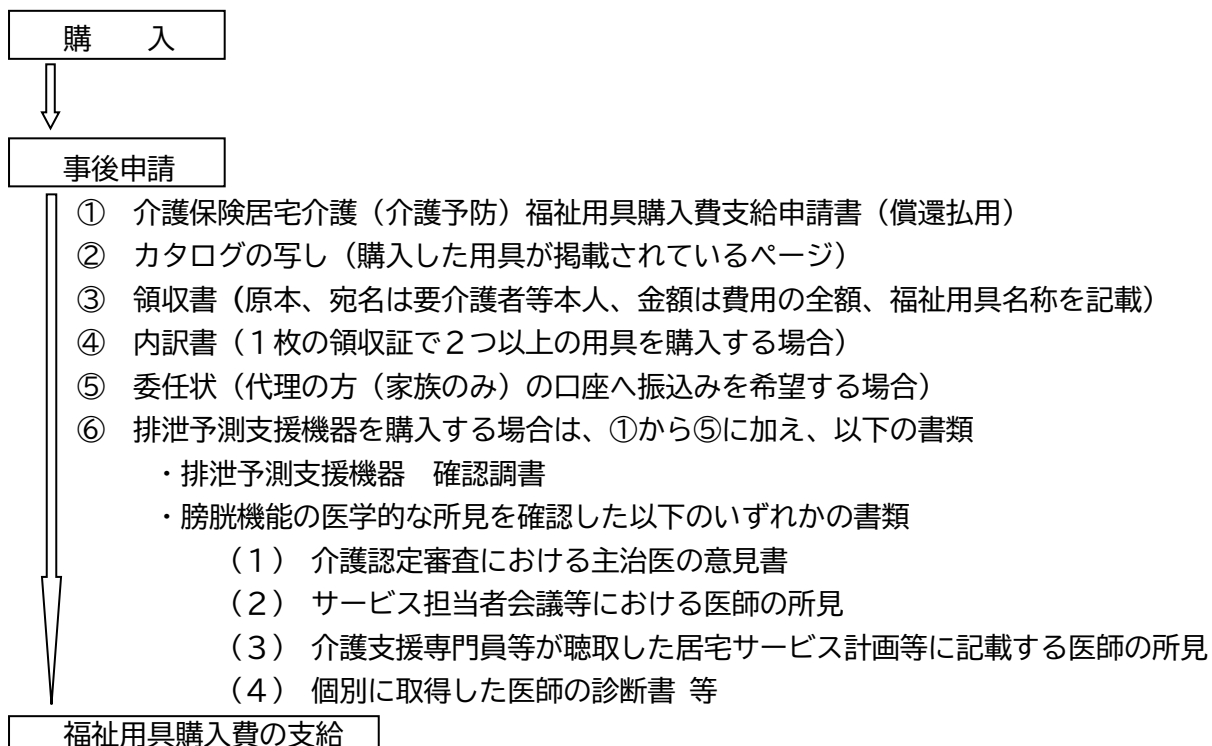 購　入
事後申請
①　介護保険居宅介護（介護予防）福祉用具購入費支給申請書（償還払用）
②　カタログの写し（購入した用具が掲載されているページ）
③　領収書（原本、宛名は要介護者等本人、金額は費用の全額、福祉用具名称を記載）
④　内訳書（１枚の領収証で２つ以上の用具を購入する場合）
⑤　委任状（代理の方（家族のみ）の口座へ振込みを希望する場合）
⑥　排泄予測支援機器を購入する場合は、①から⑤に加え、以下の書類
・排泄予測支援機器　確認調書
・膀胱機能の医学的な所見を確認した以下のいずれかの書類
（１） 介護認定審査における主治医の意見書
（２） サービス担当者会議等における医師の所見
（３） 介護支援専門員等が聴取した居宅サービス計画等に記載する医師の所見
（４） 個別に取得した医師の診断書 等
福祉用具購入費の支給